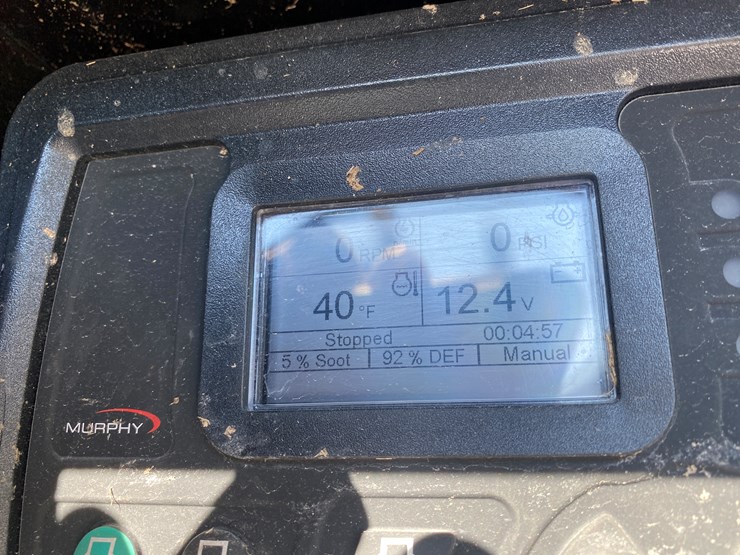 0 RPM 0 PSI
40 °F 12.4 V
Stopped 00:04:57
5 % Soot 92 % DEF Manual
MURPHY